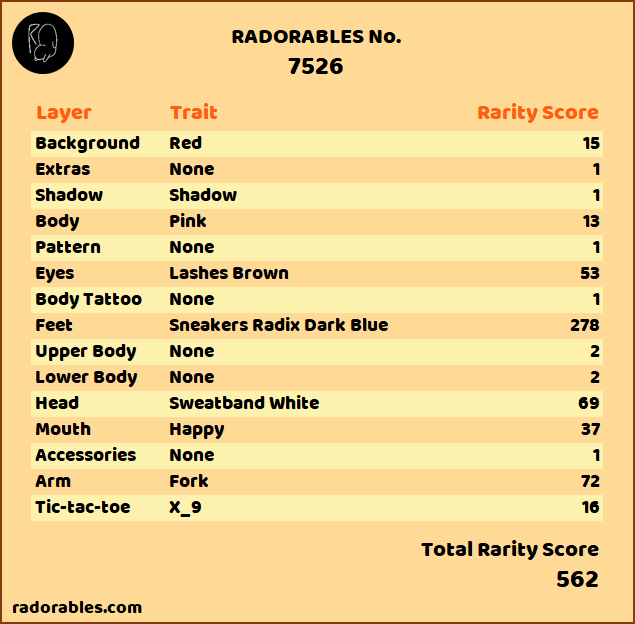 RADORABLES No.
7526
Layer Trait Rarity Score
Background Red 15
Extras None 1
Shadow Shadow 1
Body Pink 13
Pattern None 1
Eyes Lashes Brown 53
Body Tattoo None 1
Feet Sneakers Radix Dark Blue 278
Upper Body None 2
Lower Body None 2
Head Sweatband White 69
Mouth Happy 37
Accessories None 1
Arm Fork 72
Tic-tac-toe X_9 16
Total Rarity Score
562
radorables.com